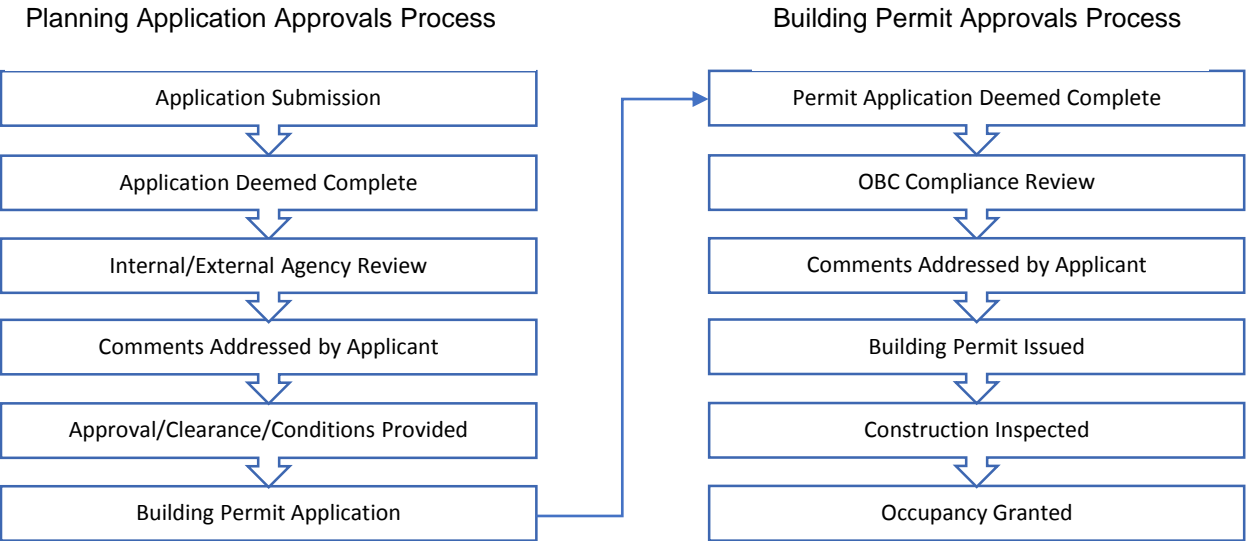 Planning Application Approvals Process
Application Submission
Application Deemed Complete
Internal/External Agency Review
Comments Addressed by Applicant
Approval/Clearance/Conditions Provided
Building Permit Application
Building Permit Approvals Process
Permit Application Deemed Complete
OBC Compliance Review
Comments Addressed by Applicant
Building Permit Issued
Construction Inspected
Occupancy Granted